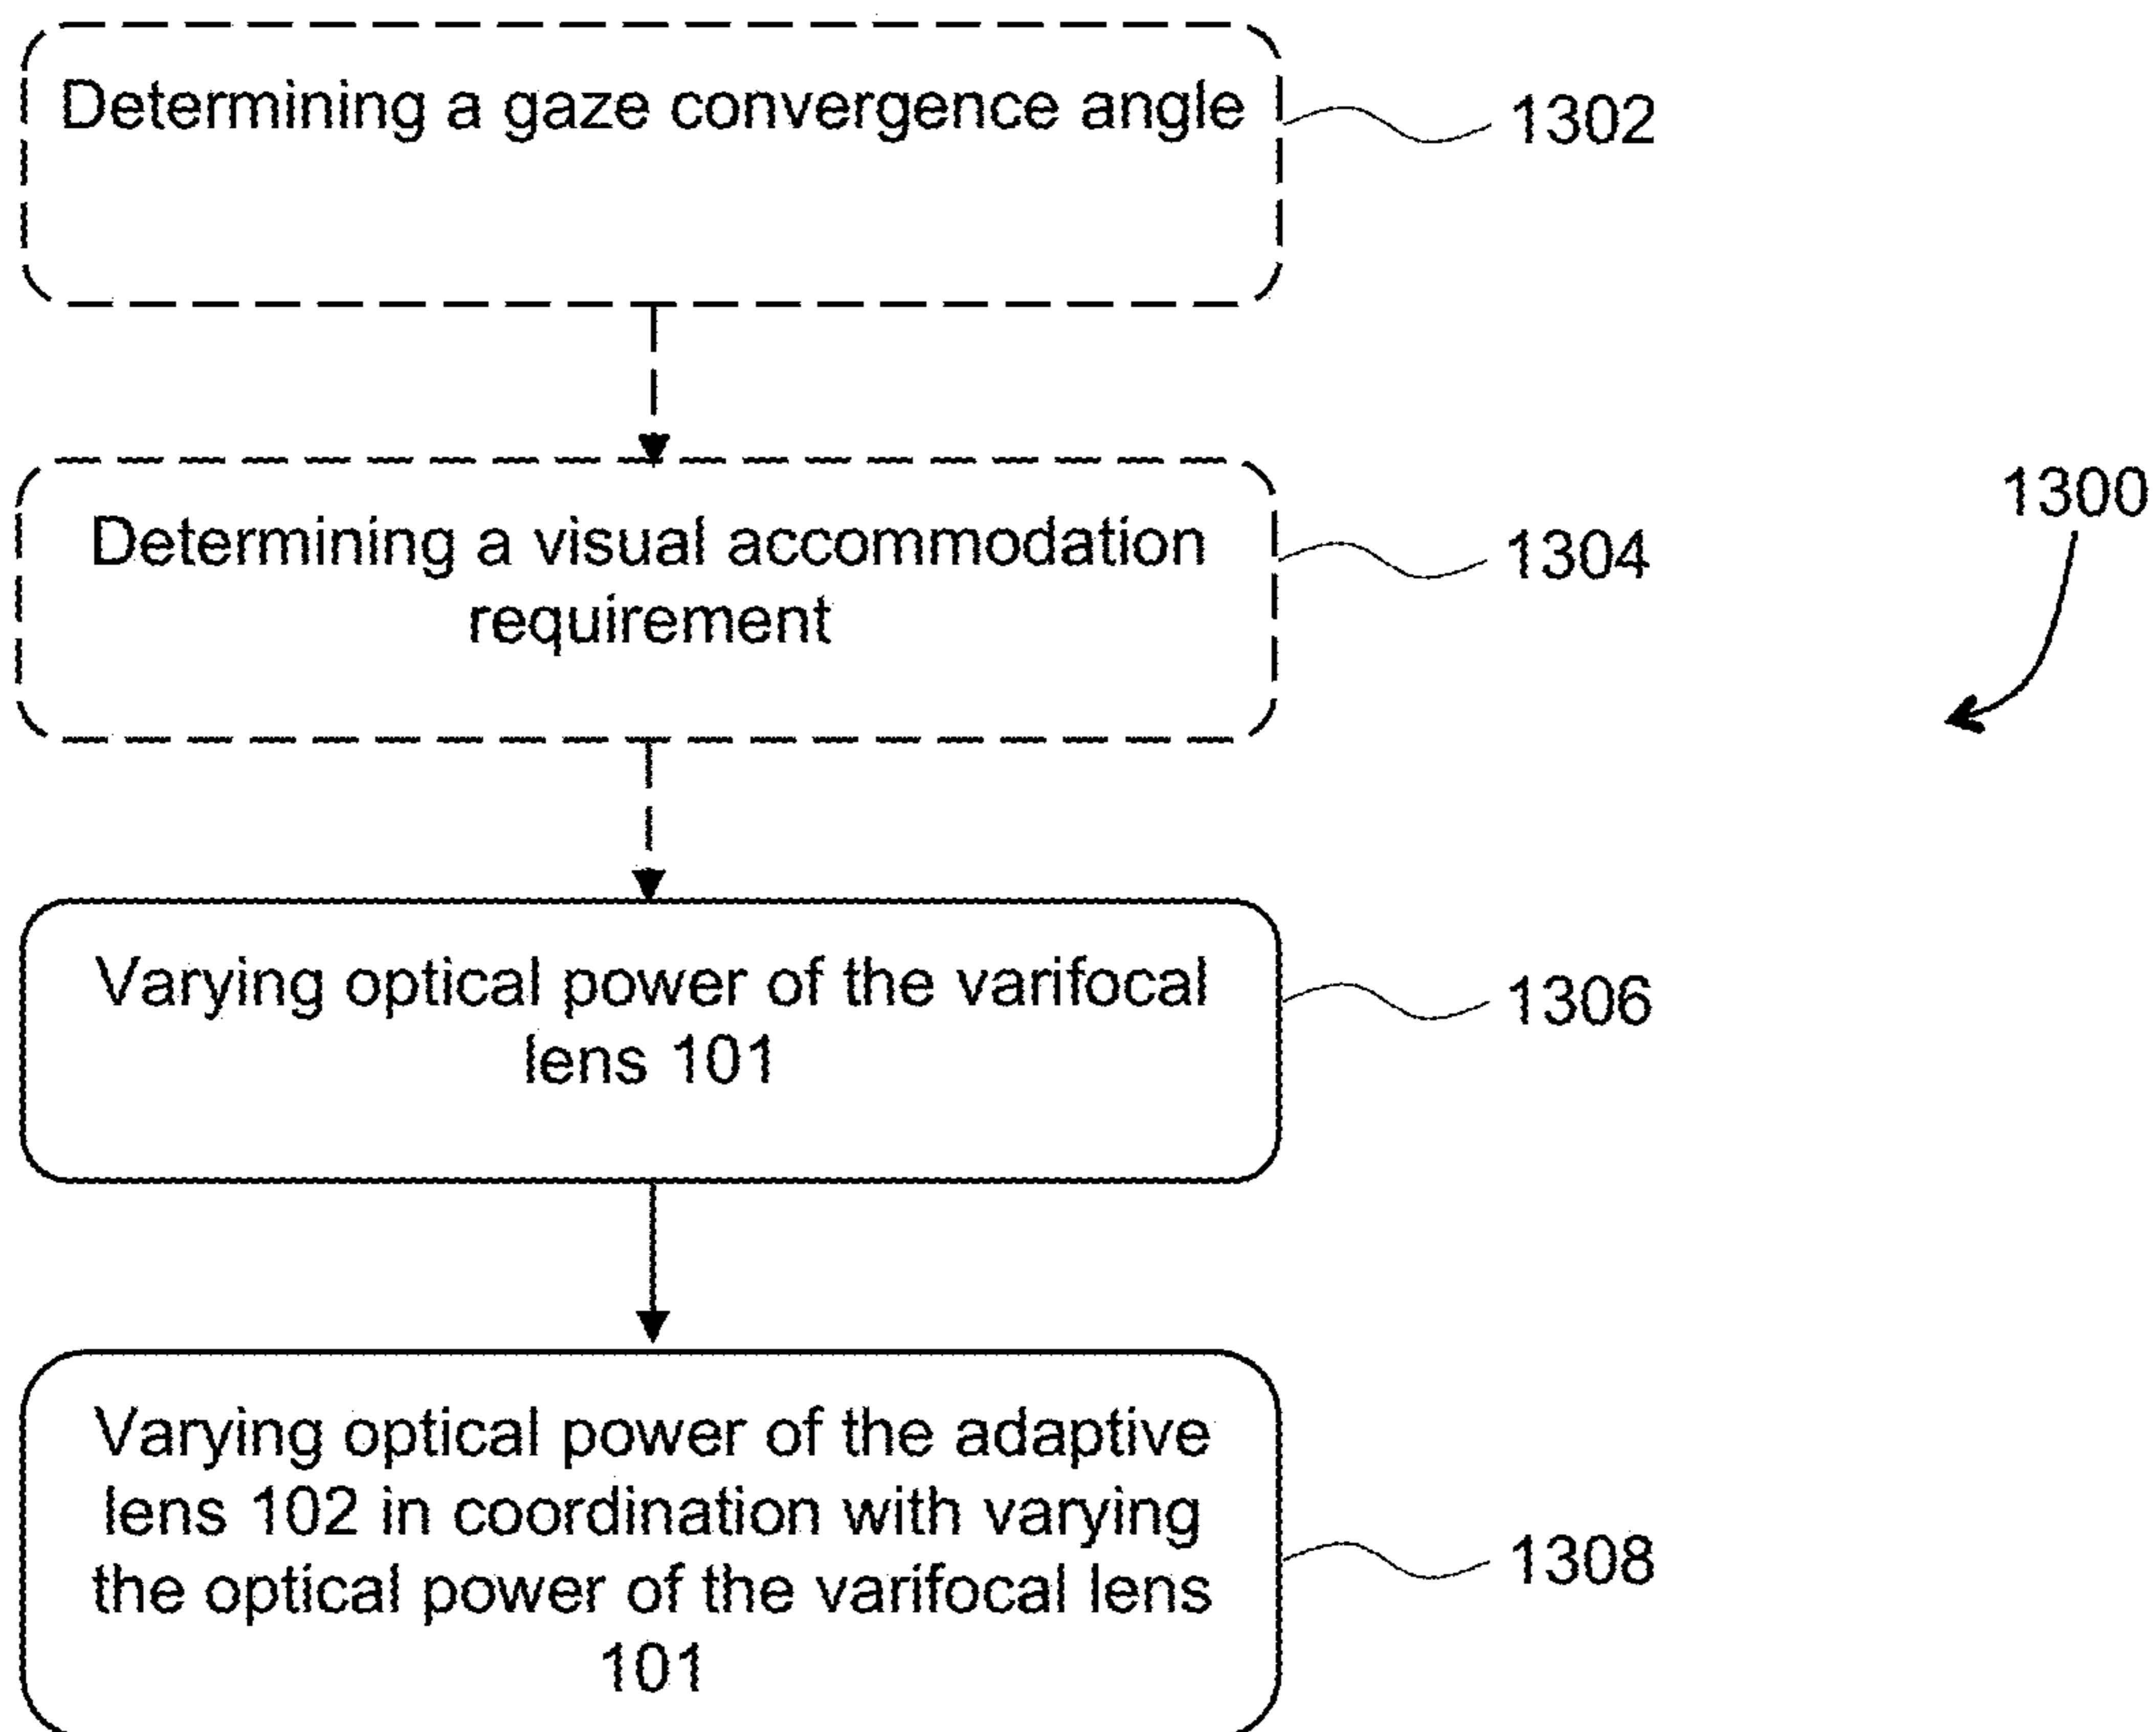 Determining a gaze convergence angle
1302
Determining a visual accommodation
requirement
1304
1300
Varying optical power of the varifocal
lens 101
1306
Varying optical power of the adaptive
lens 102 in coordination with varying
the optical power of the varifocal lens
101
1308